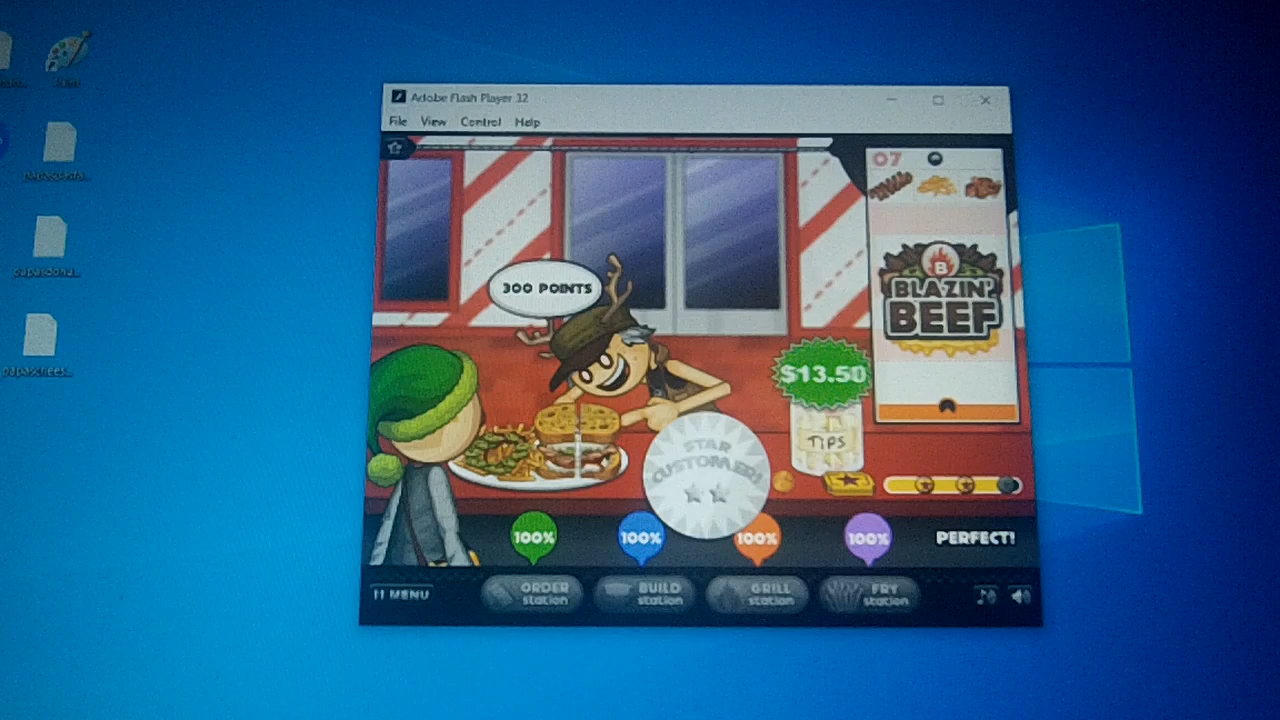 Paint
Adobe Flash Player 32
File View Control Help
07
300 POINTS
B
BLAZIN'
BEEF
$13.50
TIPS
STAR
CUSTOMER!
100% 100% 100% 100% PERFECT!
MENU
ORDER
station
BUILD
station
GRILL
station
FRY
station